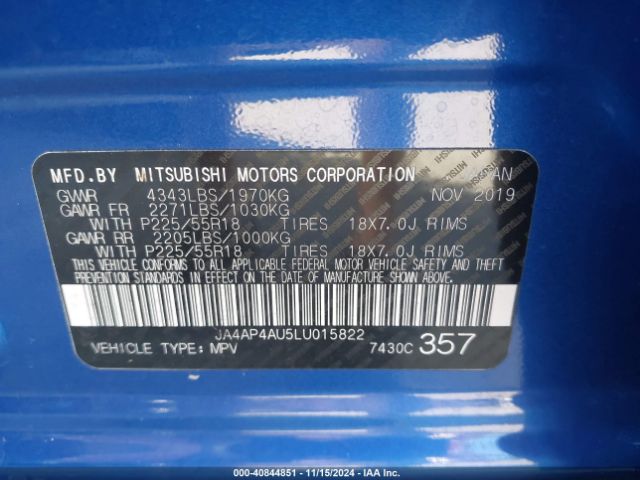 MFD.BY MITSUBISHI MOTORS CORPORATION JAPAN
GVWR 4343LBS/1970KG NOV 2019
GAWR FR 2271LBS/1030KG
WITH P225/55R18 TIRES 18X7.0J RIMS
GAWR RR 2205LBS/1000KG
WITH P225/55R18 TIRES 18X7.0J RIMS
THIS VEHICLE CONFORMS TO ALL APPLICABLE FEDERAL MOTOR VEHICLE SAFETY AND THEFT
PREVENTION STANDARDS IN EFFECT ON THE DATE OF MANUFACTURE SHOWN ABOVE.
JA4AP4AU5LU015822
VEHICLE TYPE: MPV 7430C 357
000-40844851 - 11/15/2024 - IAA Inc.